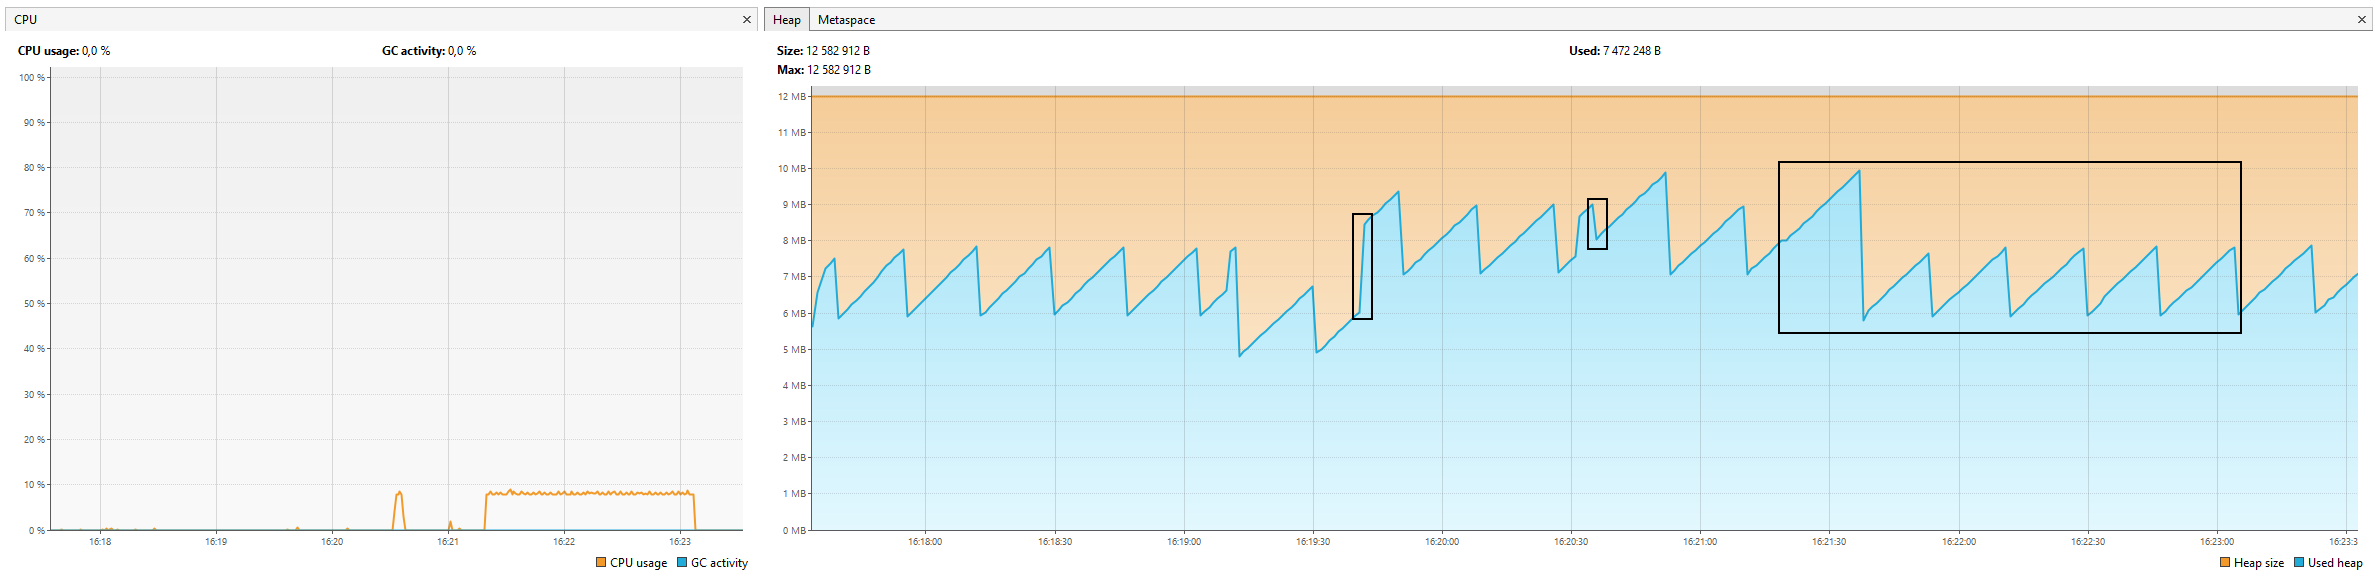 CPU
CPU usage: 0,0 %
GC activity: 0,0 %
100 %
90 %
80 %
70 %
60 %
50 %
40 %
30 %
20 %
10 %
0 %
16:18
16:19
16:20
16:21
16:22
16:23
CPU usage
GC activity
Heap
Metaspace
Size: 12 582 912 B
Used: 7 472 248 B
Max: 12 582 912 B
12 MB
11 MB
10 MB
9 MB
8 MB
7 MB
6 MB
5 MB
4 MB
3 MB
2 MB
1 MB
0 MB
16:18:00
16:18:30
16:19:00
16:19:30
16:20:00
16:20:30
16:21:00
16:21:30
16:22:00
16:22:30
16:23:00
16:23:3
Heap size
Used heap